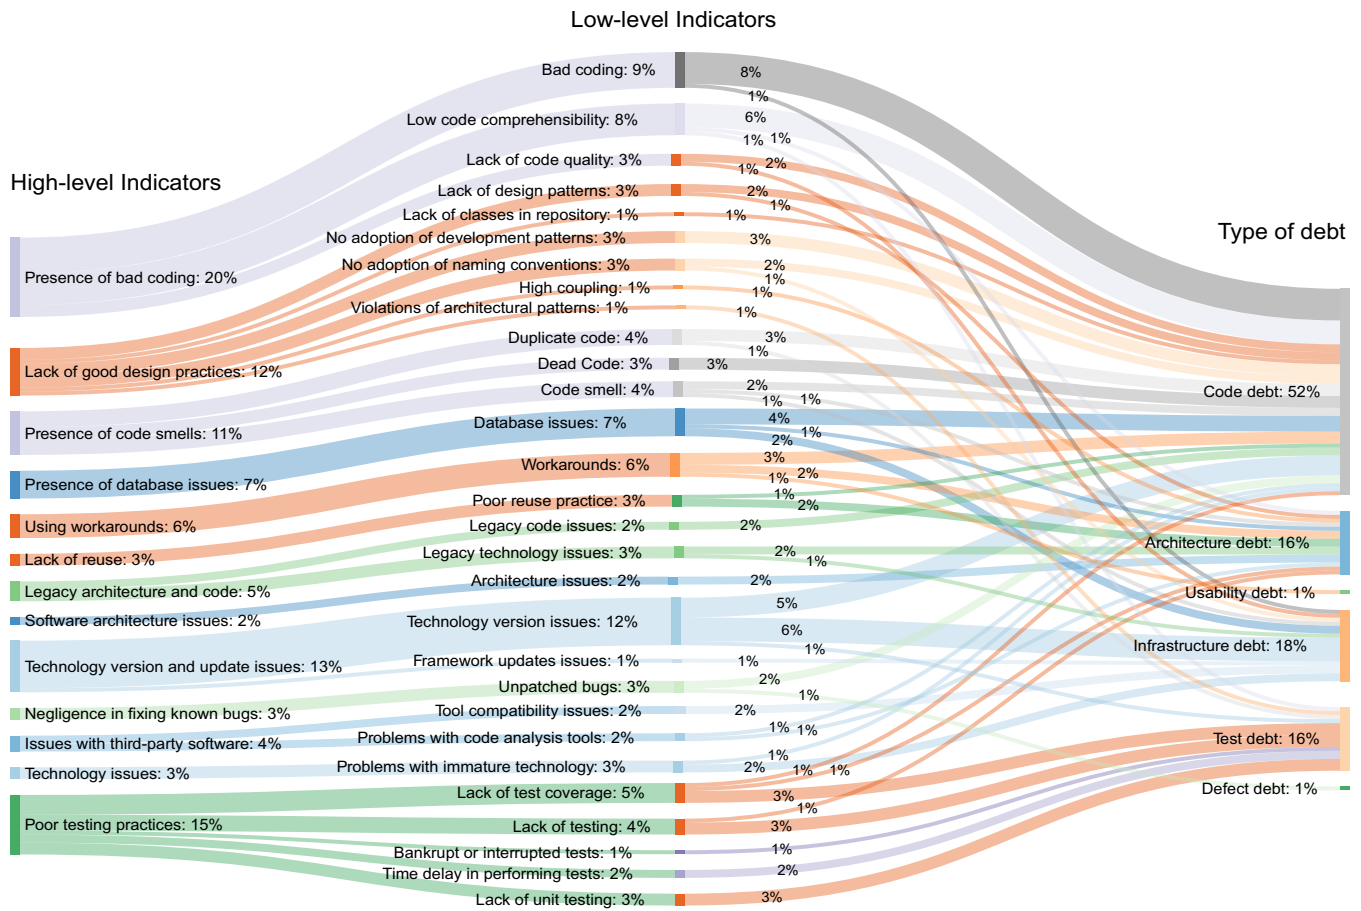 Low-level Indicators
High-level Indicators
Type of debt
Presence of bad coding: 20%
Lack of good design practices: 12%
Presence of code smells: 11%
Presence of database issues: 7%
Using workarounds: 6%
Lack of reuse: 3%
Legacy architecture and code: 5%
Software architecture issues: 2%
Technology version and update issues: 13%
Negligence in fixing known bugs: 3%
Issues with third-party software: 4%
Technology issues: 3%
Poor testing practices: 15%
Bad coding: 9%
Low code comprehensibility: 8%
Lack of code quality: 3%
Lack of design patterns: 3%
Lack of classes in repository: 1%
No adoption of development patterns: 3%
No adoption of naming conventions: 3%
High coupling: 1%
Violations of architectural patterns: 1%
Duplicate code: 4%
Dead Code: 3%
Code smell: 4%
Database issues: 7%
Workarounds: 6%
Poor reuse practice: 3%
Legacy code issues: 2%
Legacy technology issues: 3%
Architecture issues: 2%
Technology version issues: 12%
Framework updates issues: 1%
Unpatched bugs: 3%
Tool compatibility issues: 2%
Problems with code analysis tools: 2%
Problems with immature technology: 3%
Lack of test coverage: 5%
Lack of testing: 4%
Bankrupt or interrupted tests: 1%
Time delay in performing tests: 2%
Lack of unit testing: 3%
8%
1%
6%
1%
1%
2%
1%
2%
1%
1%
3%
2%
1%
1%
1%
3%
1%
3%
2%
1%
1%
4%
1%
2%
3%
2%
1%
1%
2%
2%
2%
1%
2%
5%
6%
1%
1%
2%
1%
2%
1%
1%
1%
2%
1%
1%
3%
1%
3%
1%
2%
3%
Code debt: 52%
Architecture debt: 16%
Usability debt: 1%
Infrastructure debt: 18%
Test debt: 16%
Defect debt: 1%